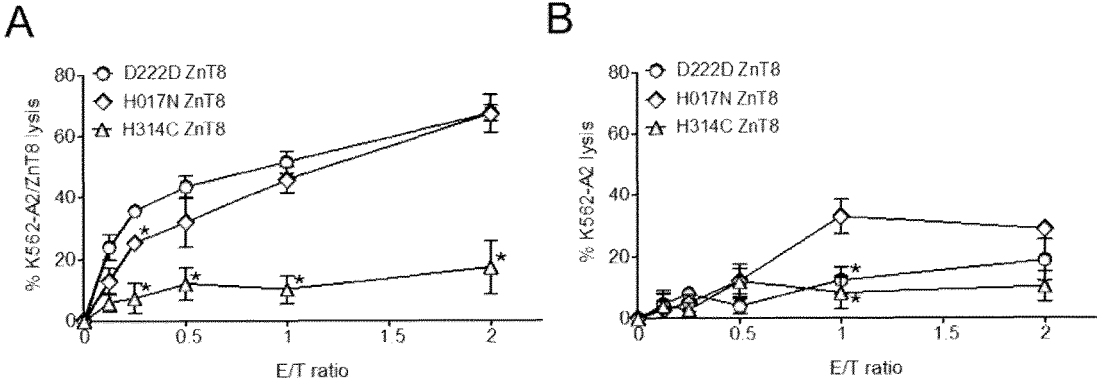 A
B
80
60
40
20
0
% K562-A2/ZnT8 lysis
D222D ZnT8
H017N ZnT8
H314C ZnT8
*
*
*
*
*
0
0.5
1
1.5
2
E/T ratio
80
60
40
20
0
% K562-A2 lysis
D222D ZnT8
H017N ZnT8
H314C ZnT8
*
*
0
0.5
1
1.5
2
E/T ratio